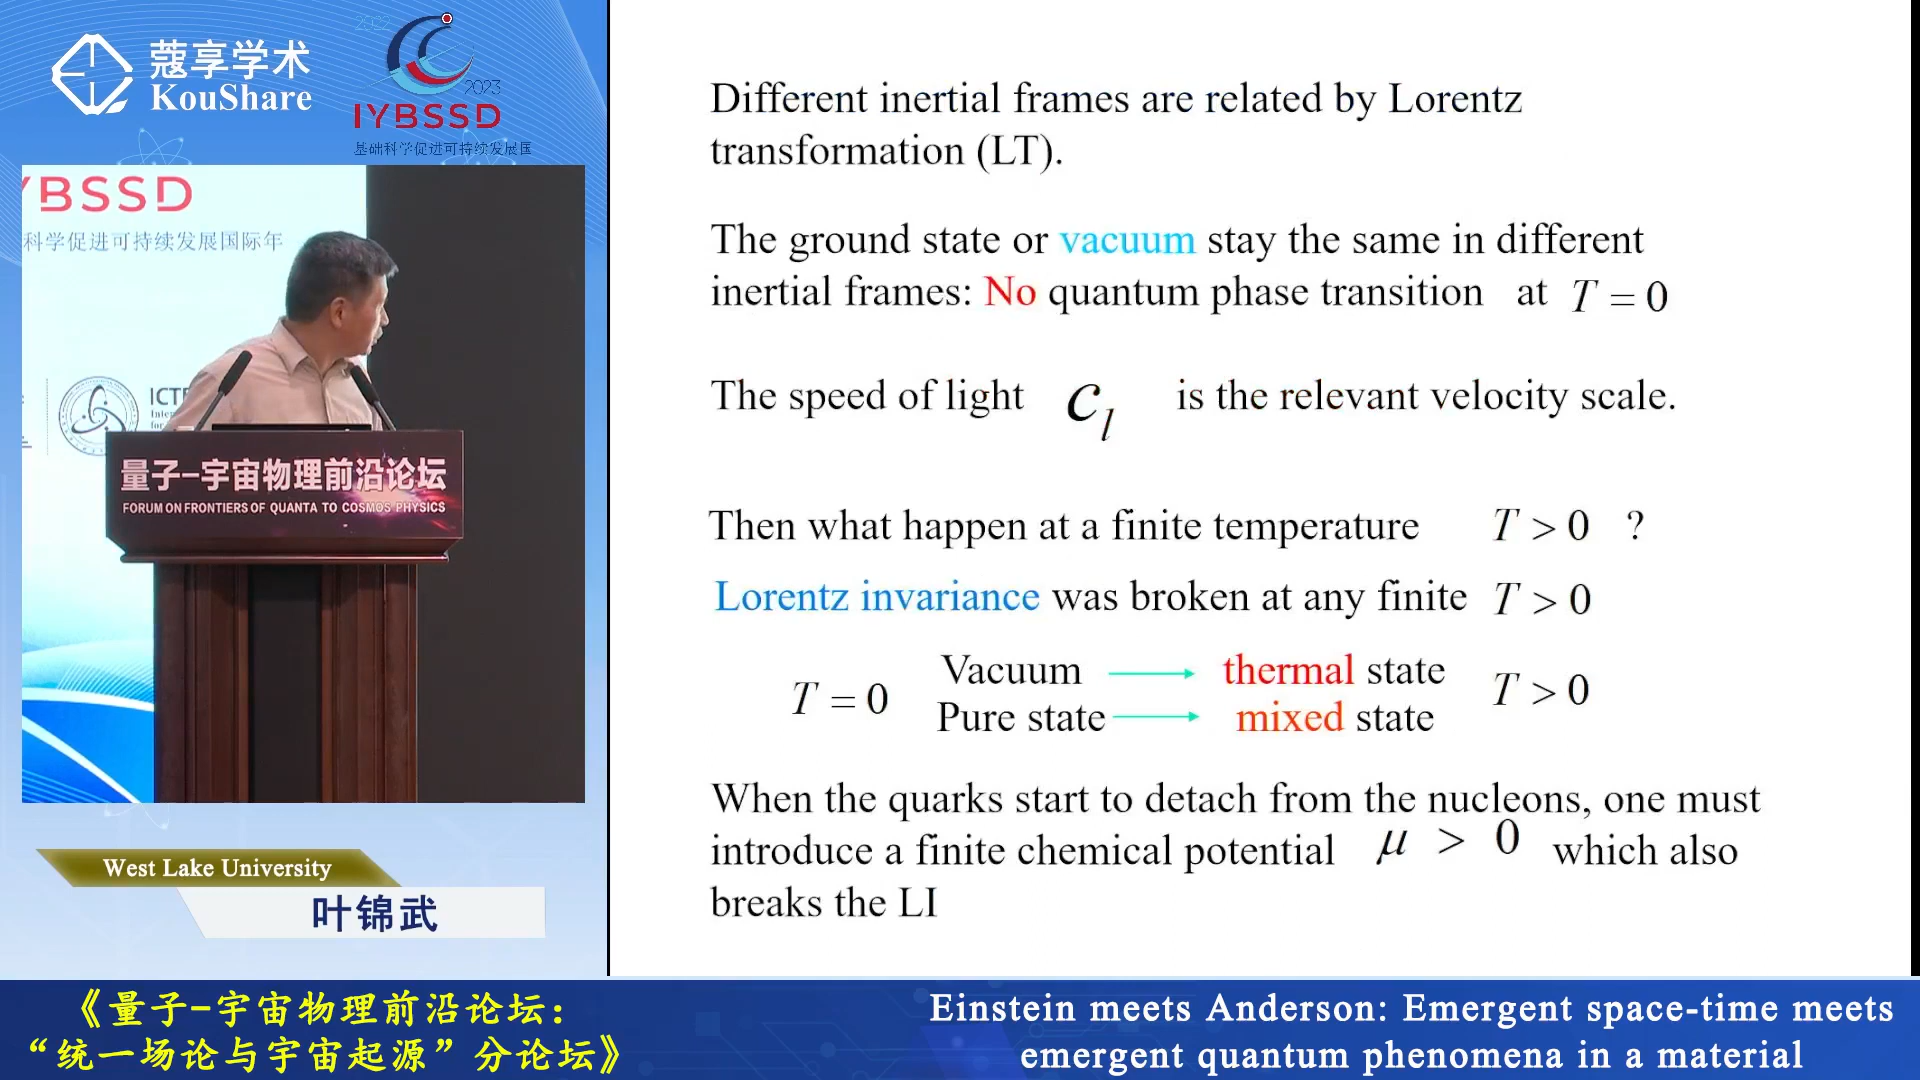 蔻享学术
KouShare
2022
2023
IYBSSD
基础科学促进可持续发展国
YBSSD
科学促进可持续发展国际年
ICT
量子-宇宙物理前沿论坛
FORUM ON FRONTIERS OF QUANTA TO COSMOS PHYSICS
West Lake University
叶锦武
Different inertial frames are related by Lorentz
transformation (LT).
The ground state or vacuum stay the same in different
inertial frames: No quantum phase transition at T = 0
The speed of light c_l is the relevant velocity scale.
Then what happen at a finite temperature T > 0 ?
Lorentz invariance was broken at any finite T > 0
Vacuum → thermal state
T = 0 T > 0
Pure state → mixed state
When the quarks start to detach from the nucleons, one must
introduce a finite chemical potential μ > 0 which also
breaks the LI
《量子-宇宙物理前沿论坛：
“统一场论与宇宙起源”分论坛》
Einstein meets Anderson: Emergent space-time meets
emergent quantum phenomena in a material